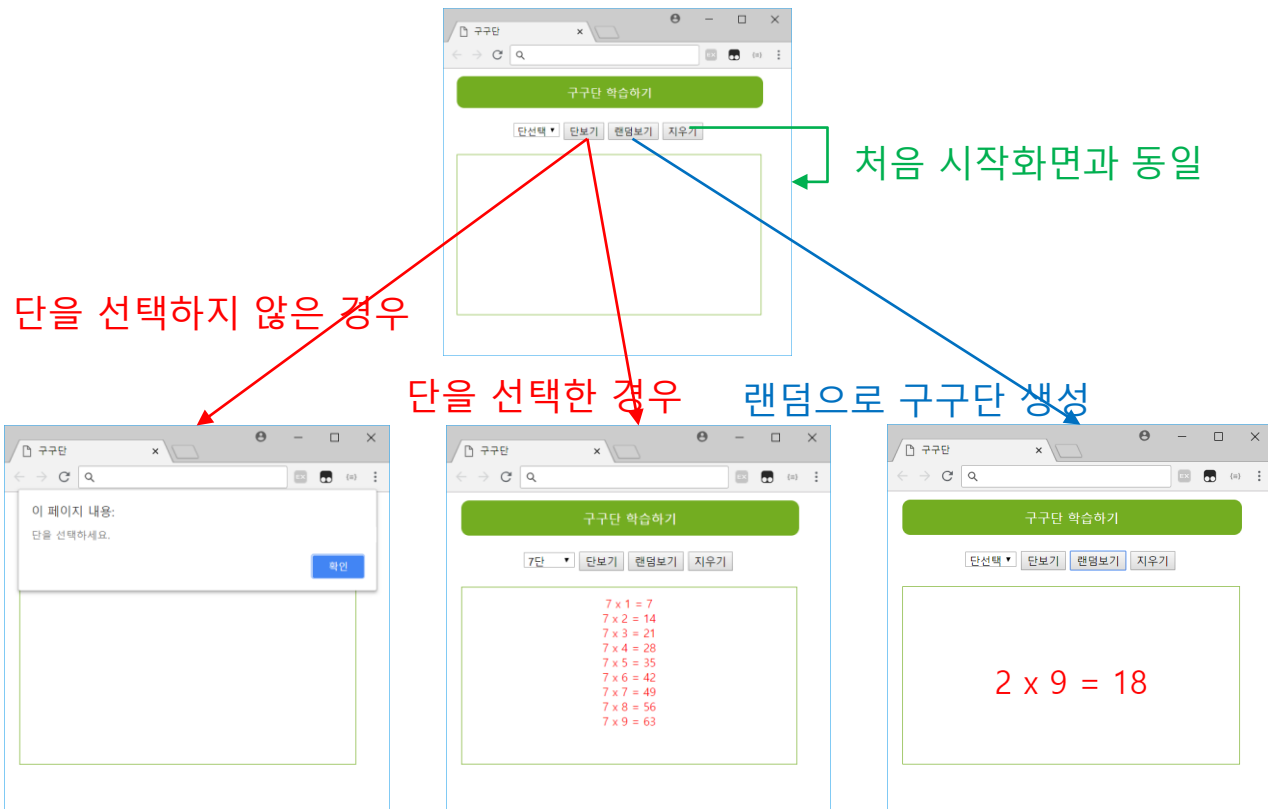 구구단
구구단 학습하기
단선택 단보기 랜덤보기 지우기
처음 시작화면과 동일
단을 선택하지 않은 경우
단을 선택한 경우
랜덤으로 구구단 생성
구구단
이 페이지 내용:
단을 선택하세요.
확인
구구단
구구단 학습하기
7단 단보기 랜덤보기 지우기
7 x 1 = 7
7 x 2 = 14
7 x 3 = 21
7 x 4 = 28
7 x 5 = 35
7 x 6 = 42
7 x 7 = 49
7 x 8 = 56
7 x 9 = 63
구구단
구구단 학습하기
단선택 단보기 랜덤보기 지우기
2 x 9 = 18